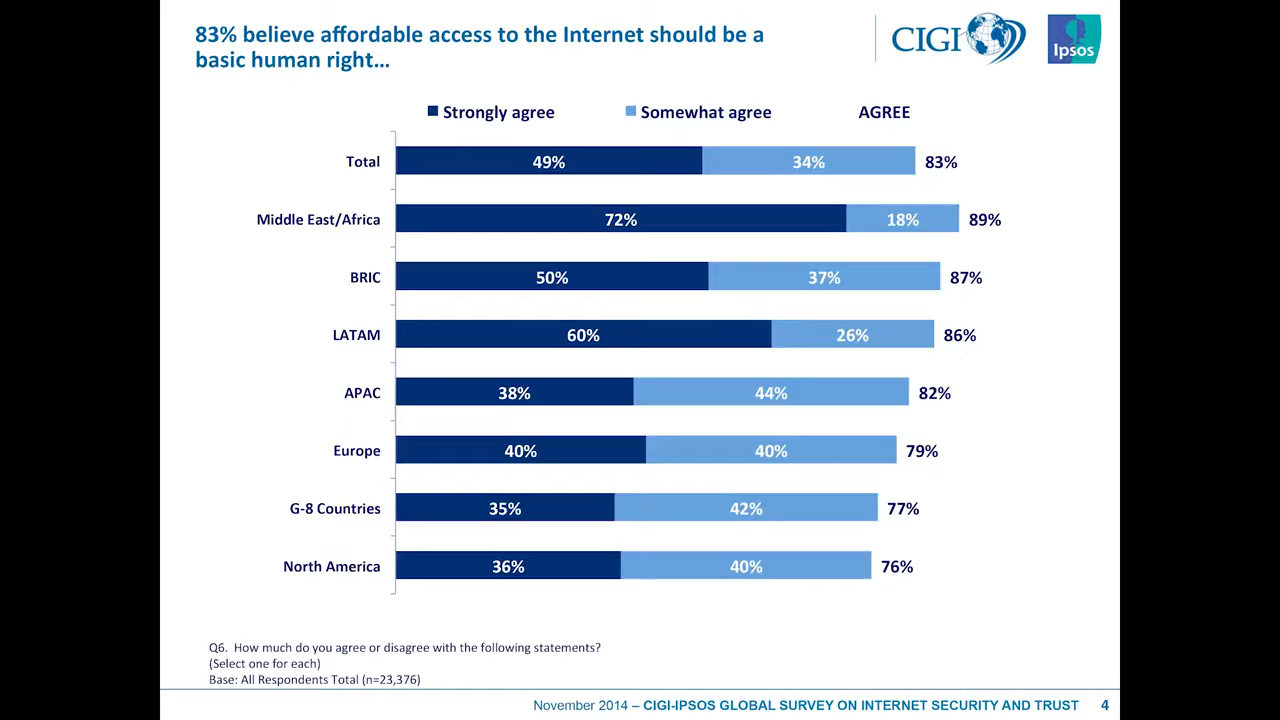 83% believe affordable access to the Internet should be a
basic human right…
CIGI
Ipsos
Strongly agree Somewhat agree AGREE
Total 49% 34% 83%
Middle East/Africa 72% 18% 89%
BRIC 50% 37% 87%
LATAM 60% 26% 86%
APAC 38% 44% 82%
Europe 40% 40% 79%
G-8 Countries 35% 42% 77%
North America 36% 40% 76%
Q6. How much do you agree or disagree with the following statements?
(Select one for each)
Base: All Respondents Total (n=23,376)
November 2014 – CIGI-IPSOS GLOBAL SURVEY ON INTERNET SECURITY AND TRUST 4